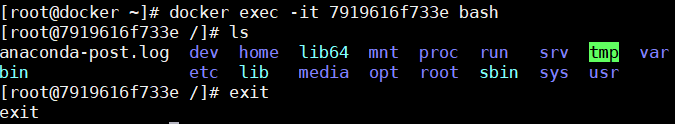 [root@docker ~]# docker exec -it 7919616f733e bash
[root@7919616f733e /]# ls
anaconda-post.log  dev  home  lib64  mnt  proc  run   srv  tmp  var
bin                etc  lib   media  opt  root  sbin  sys  usr
[root@7919616f733e /]# exit
exit